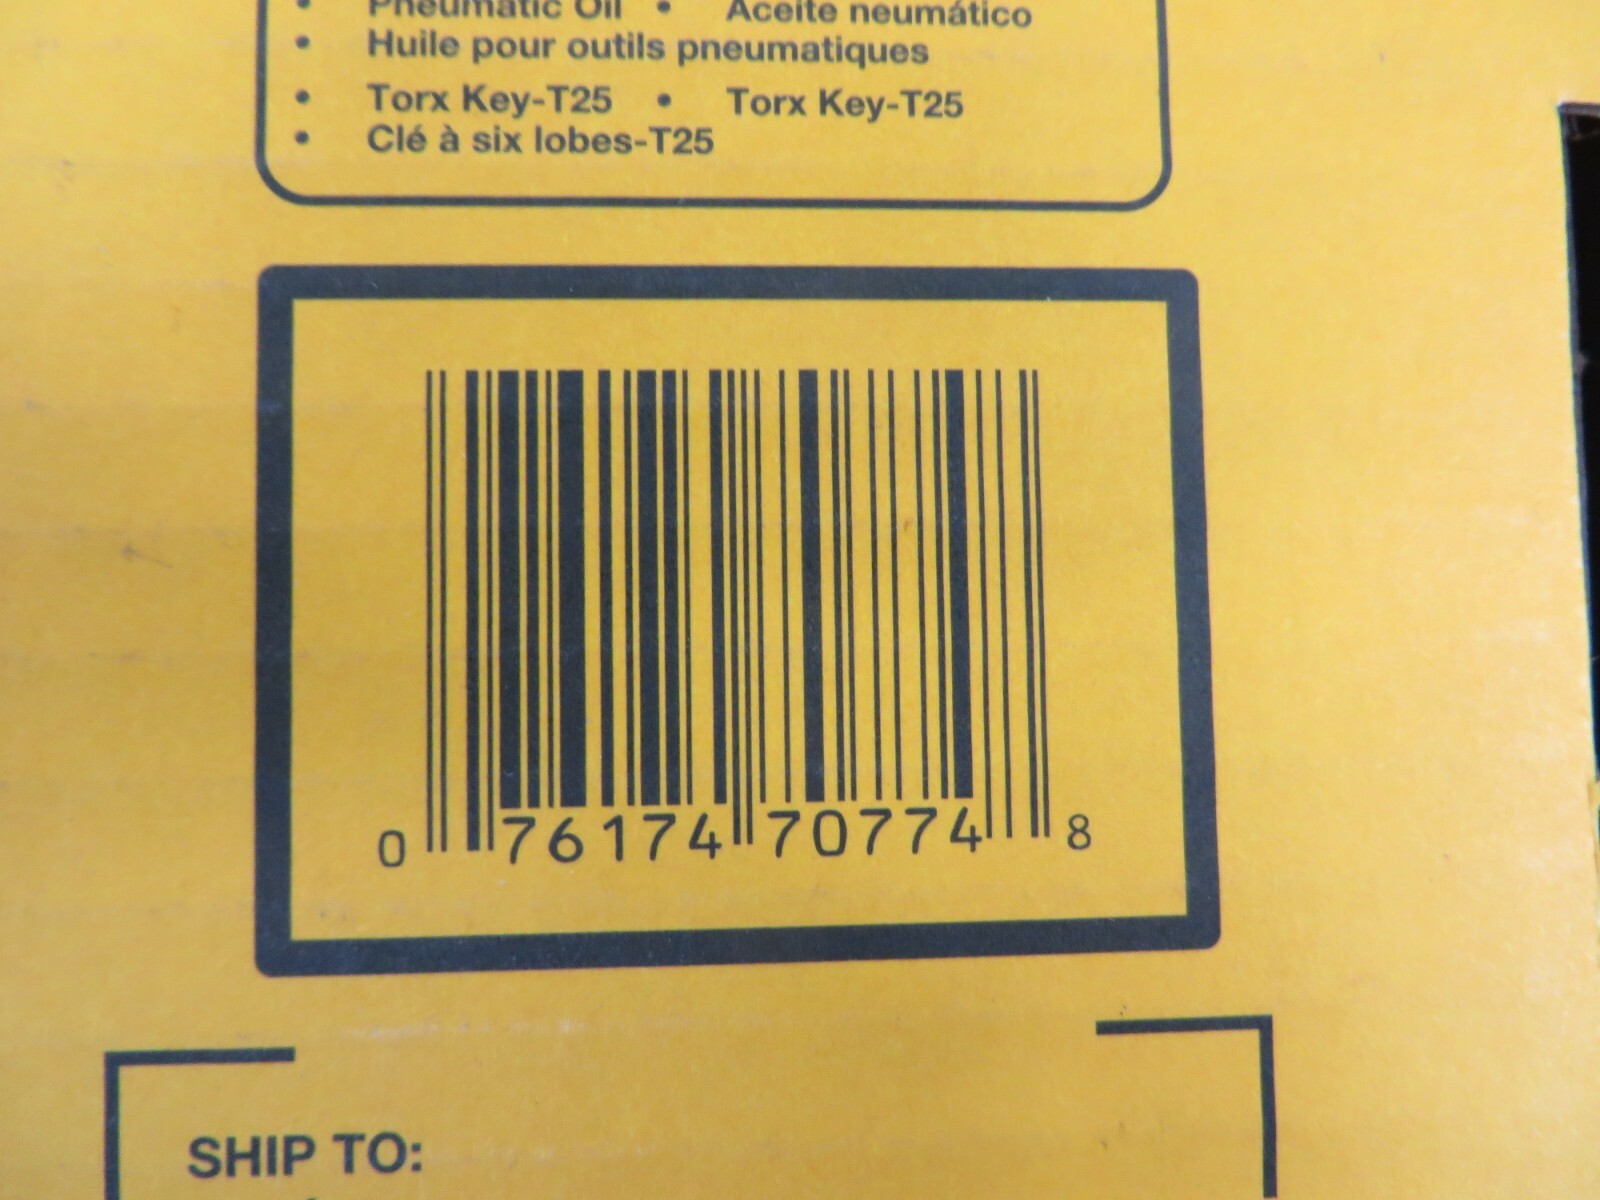 • Pneumatic Oil • Aceite neumático
• Huile pour outils pneumatiques
• Torx Key-T25 • Torx Key-T25
• Clé à six lobes-T25
0 76174 70774 8
SHIP TO: